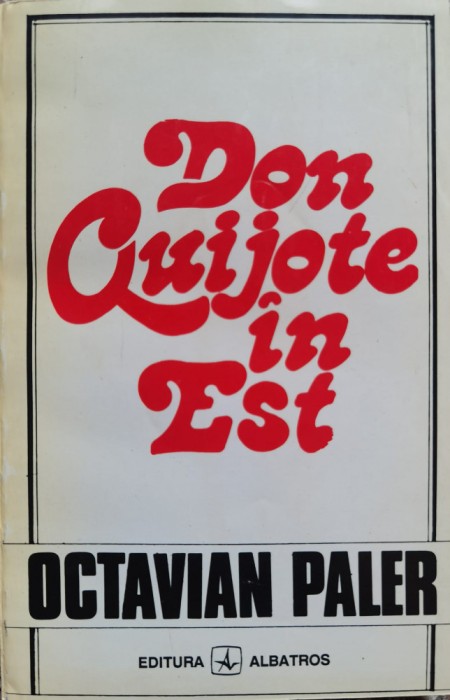 Don
Quijote
în
Est
OCTAVIAN PALER
EDITURA ALBATROS